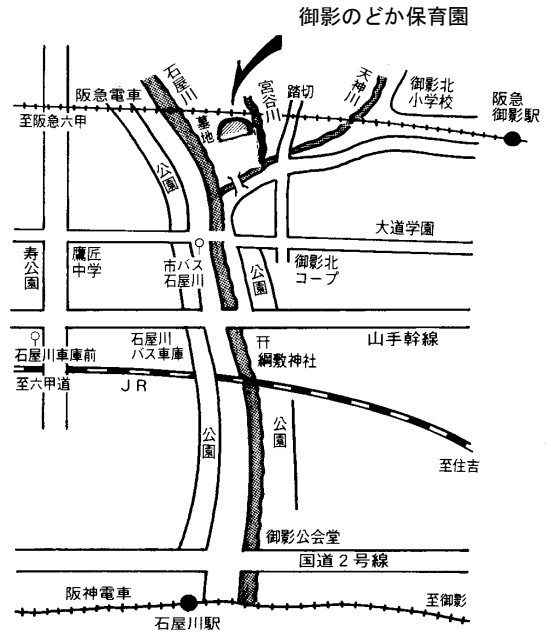 御影のどか保育園
石屋川
宮谷川
踏切
天神川
御影北
小学校
阪急
御影駅
阪急電車
至阪急六甲
墓地
公園
大道学園
寿公園
鷹匠
中学
市バス
石屋川
公園
御影北
コープ
石屋川車庫前
石屋川
バス車庫
綱敷神社
山手幹線
至六甲道
JR
公園
公園
至住吉
御影公会堂
国道2号線
阪神電車
石屋川駅
至御影